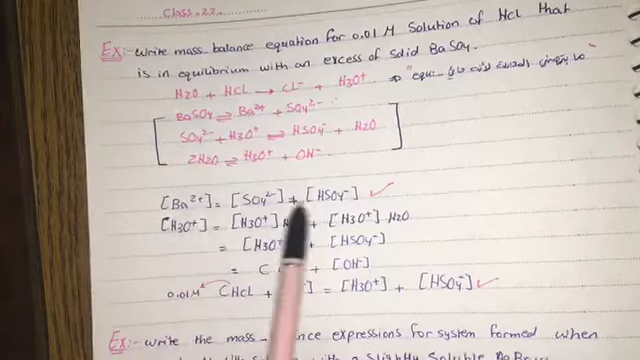 Class. 22.
Ex:- write mass balance equation for 0.01 M Solution of HCl that
is in equilibrium with an excess of Solid BaSO4.
H2O + HCl → Cl⁻ + H3O⁺
BaSO4 ⇌ Ba²⁺ + SO4²⁻
SO4²⁻ + H3O⁺ ⇌ HSO4⁻ + H2O
2H2O ⇌ H3O⁺ + OH⁻
[Ba²⁺] = [SO4²⁻] + [HSO4⁻] ✓
[H3O⁺] = [H3O⁺] + [H3O⁺] H2O
= [H3O⁺ + [HSO4⁻]
= C + [OH⁻]
0.01M CHCl + ] = [H3O⁺] + [HSO4⁻] ✓
Ex:- write the mass expressions for system formed when
a slightly Soluble